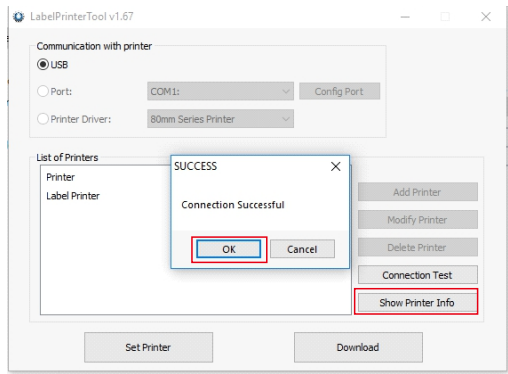 LabelPrinterTool v1.67
Communication with printer
USB
Port:
COM1:
Config Port
Printer Driver:
80mm Series Printer
List of Printers
Printer
Label Printer
SUCCESS
Connection Successful
OK
Cancel
Add Printer
Modify Printer
Delete Printer
Connection Test
Show Printer Info
Set Printer
Download